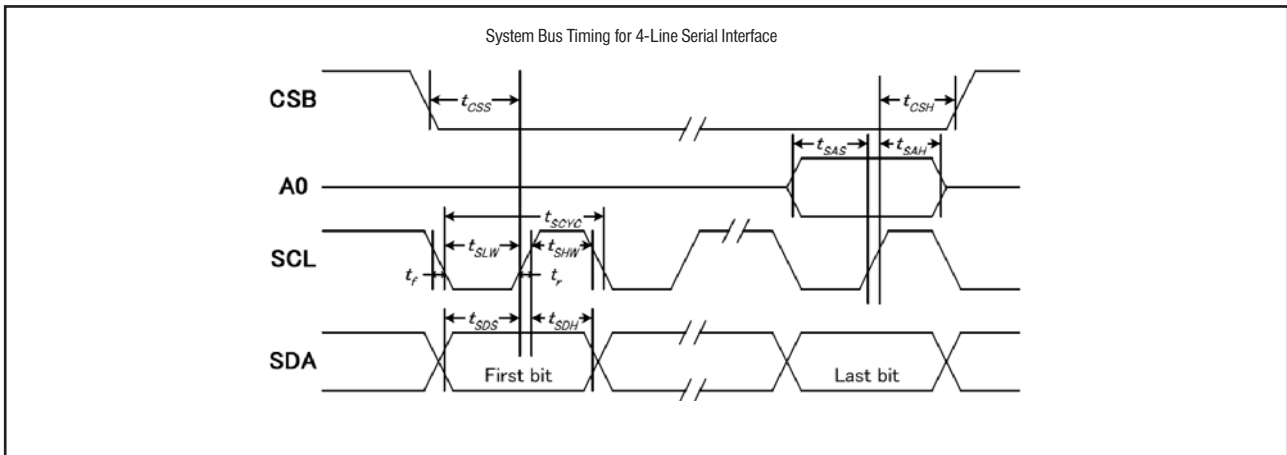 System Bus Timing for 4-Line Serial Interface
CSB
tCSS
tCSH
A0
tSAS
tSAH
SCL
tSCYC
tSLW
tSHW
tf
tr
SDA
tSDS
tSDH
First bit
Last bit